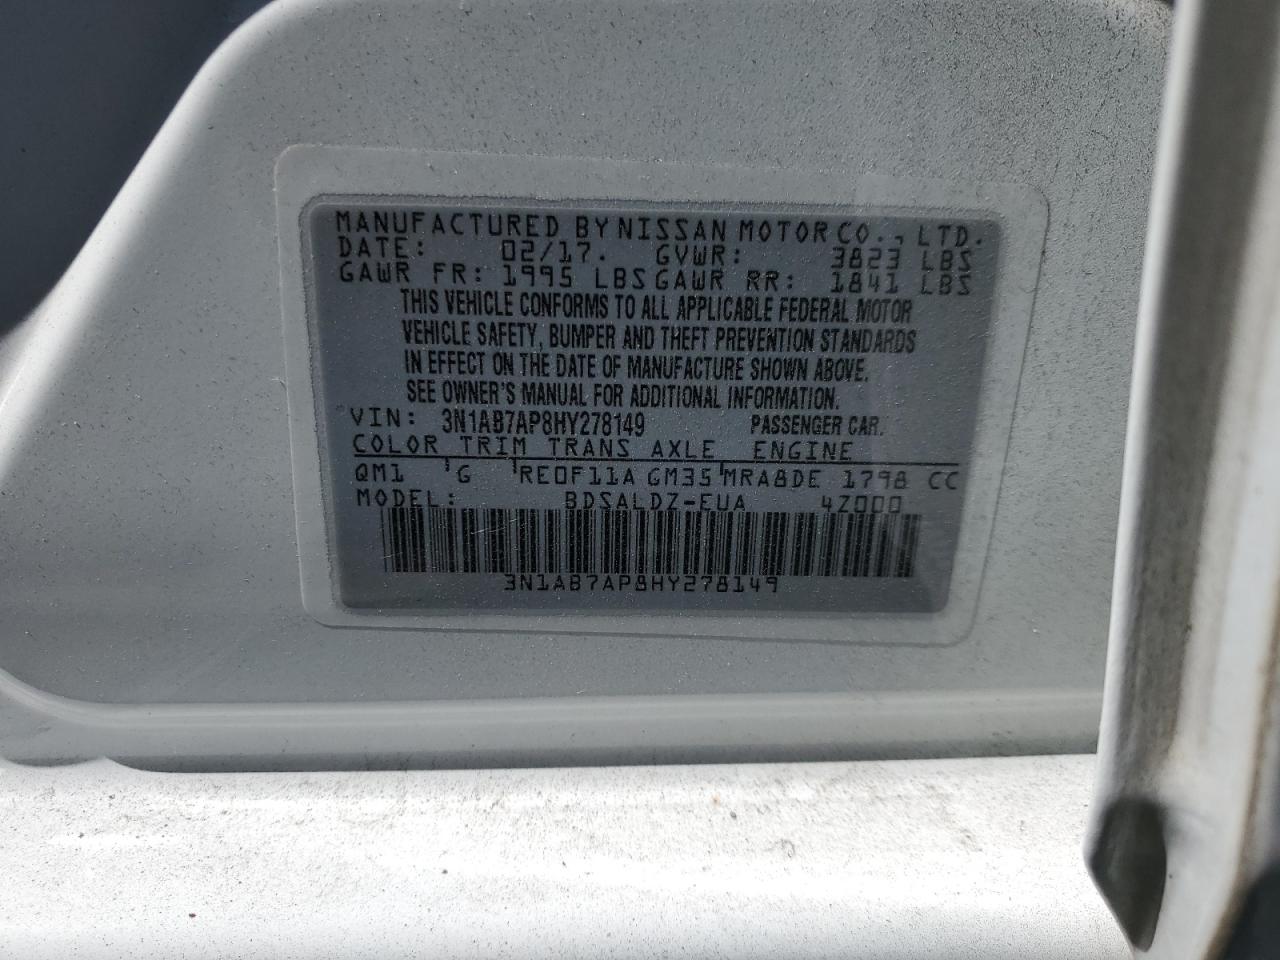 MANUFACTURED BY NISSAN MOTOR CO., LTD.
DATE: 02/17. GVWR: 3823 LBS
GAWR FR: 1995 LBS GAWR RR: 1841 LBS
THIS VEHICLE CONFORMS TO ALL APPLICABLE FEDERAL MOTOR
VEHICLE SAFETY, BUMPER AND THEFT PREVENTION STANDARDS
IN EFFECT ON THE DATE OF MANUFACTURE SHOWN ABOVE.
SEE OWNER'S MANUAL FOR ADDITIONAL INFORMATION.
VIN: 3N1AB7AP8HY278149 PASSENGER CAR.
COLOR TRIM TRANS AXLE ENGINE
QM1 G RE0F11A GM35 MRA8DE 1798 CC
MODEL: BDSALDZ-EUA 4Z000
3N1AB7AP8HY278149